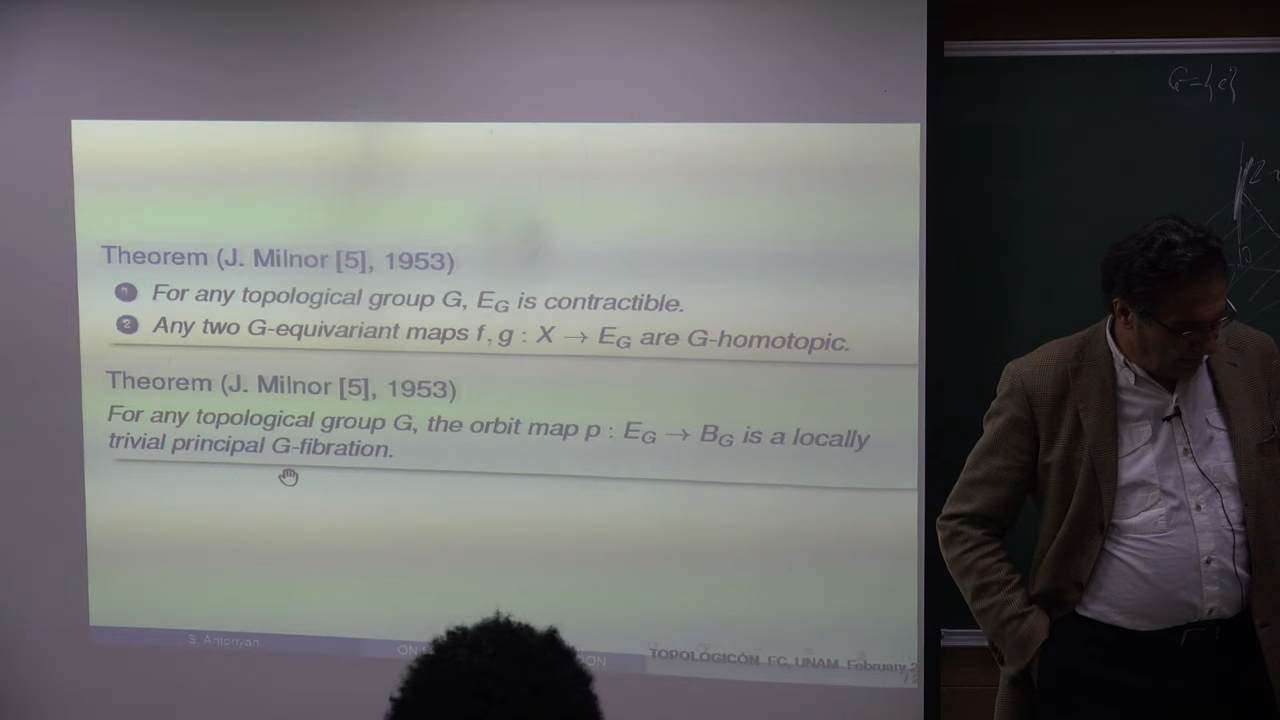 G={e}
Theorem (J. Milnor [5], 1953)
1 For any topological group G, E_G is contractible.
2 Any two G-equivariant maps f, g : X → E_G are G-homotopic.
Theorem (J. Milnor [5], 1953)
For any topological group G, the orbit map p : E_G → B_G is a locally
trivial principal G-fibration.
S. Antonyan
ON
TOPOLOGICÓN FC, UNAM. February